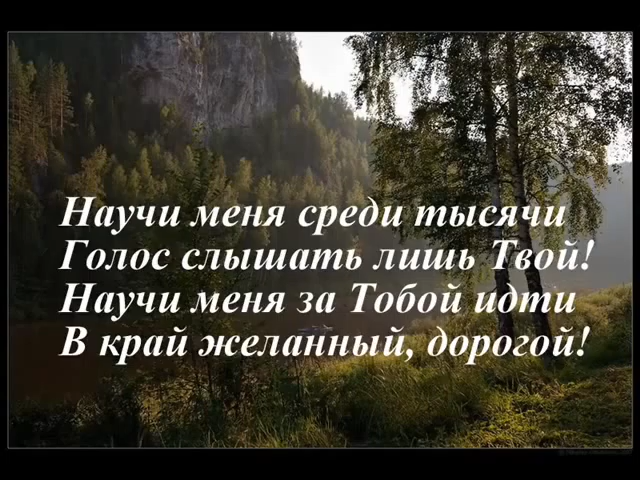 Научи меня среди тысячи
Голос слышать лишь Твой!
Научи меня за Тобой идти
В край желанный, дорогой!